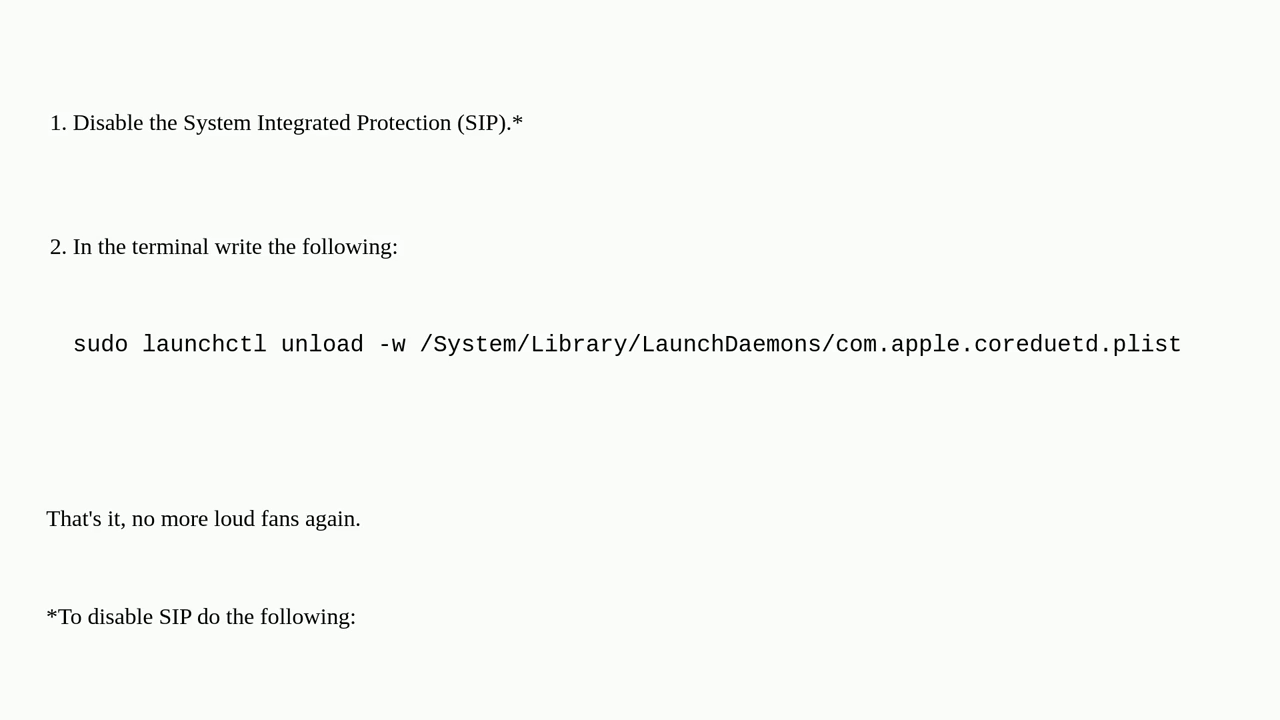 1. Disable the System Integrated Protection (SIP).*
2. In the terminal write the following:
sudo launchctl unload -w /System/Library/LaunchDaemons/com.apple.coreduetd.plist
That's it, no more loud fans again.
*To disable SIP do the following: